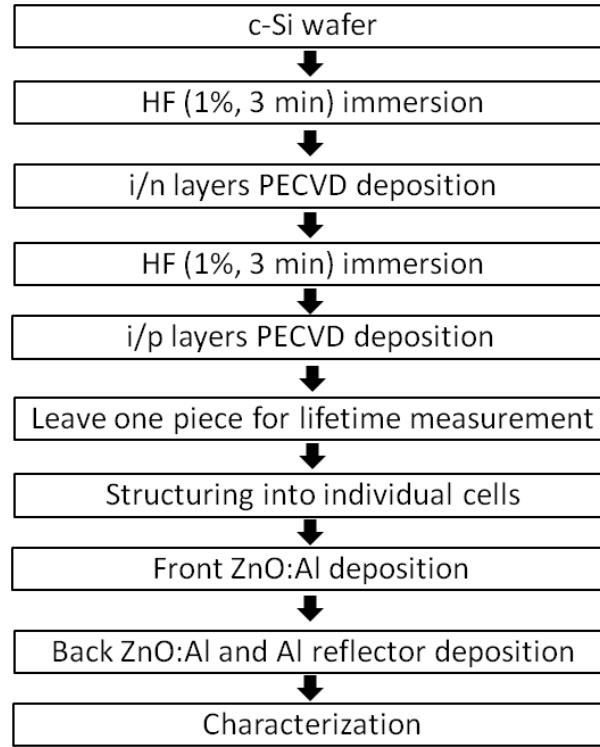 c-Si wafer
HF (1%, 3 min) immersion
i/n layers PECVD deposition
HF (1%, 3 min) immersion
i/p layers PECVD deposition
Leave one piece for lifetime measurement
Structuring into individual cells
Front ZnO:Al deposition
Back ZnO:Al and Al reflector deposition
Characterization